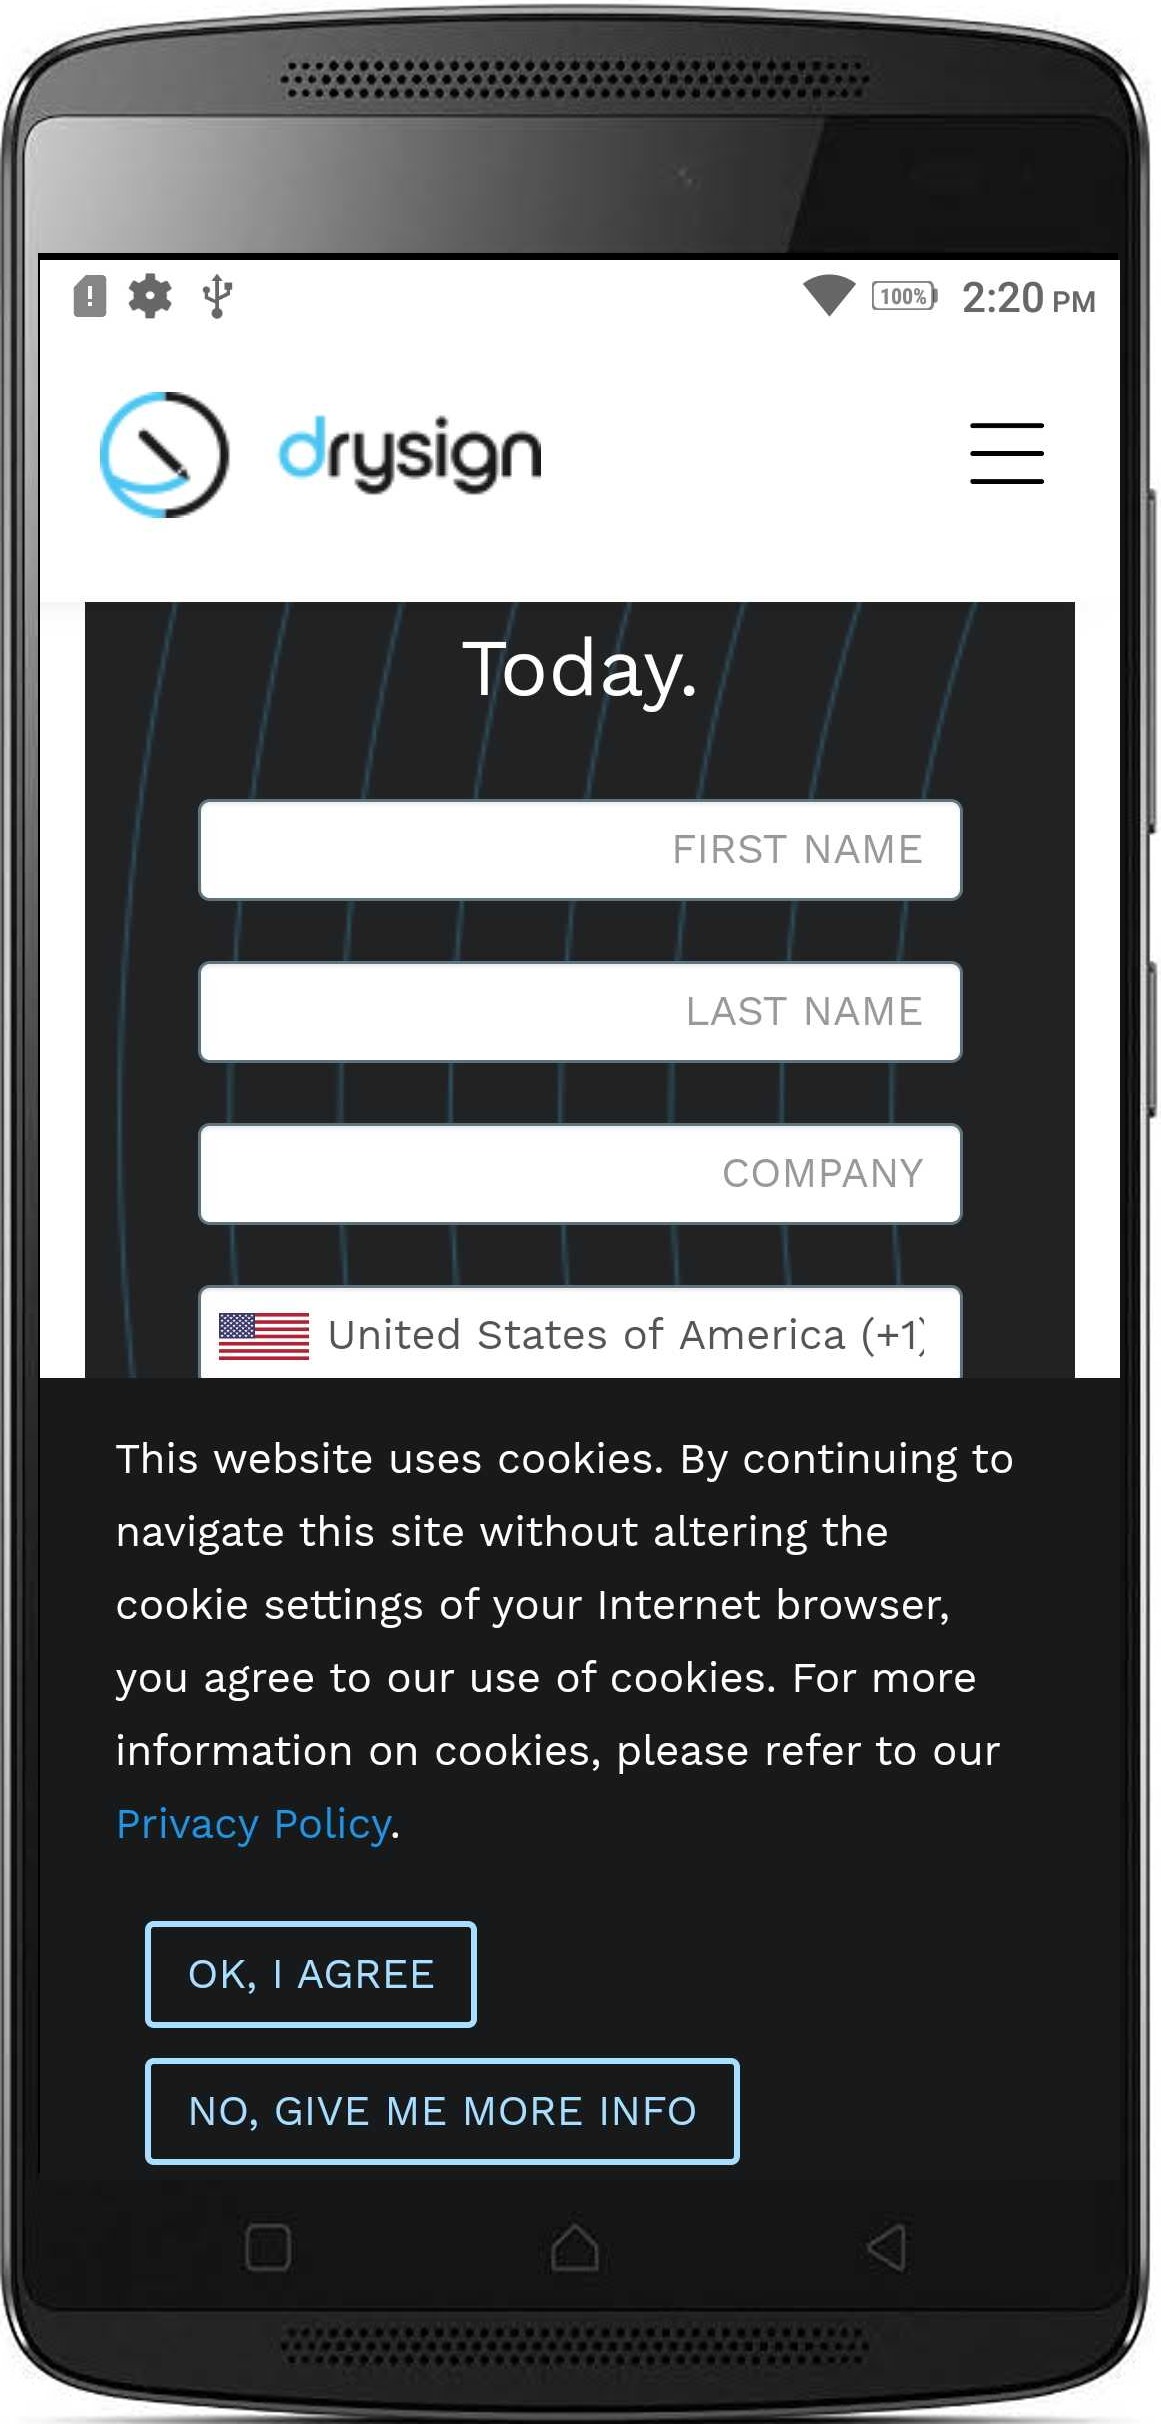 100%
2:20 PM
drysign
Today.
FIRST NAME
LAST NAME
COMPANY
United States of America (+1)
This website uses cookies. By continuing to
navigate this site without altering the
cookie settings of your Internet browser,
you agree to our use of cookies. For more
information on cookies, please refer to our
Privacy Policy.
OK, I AGREE
NO, GIVE ME MORE INFO